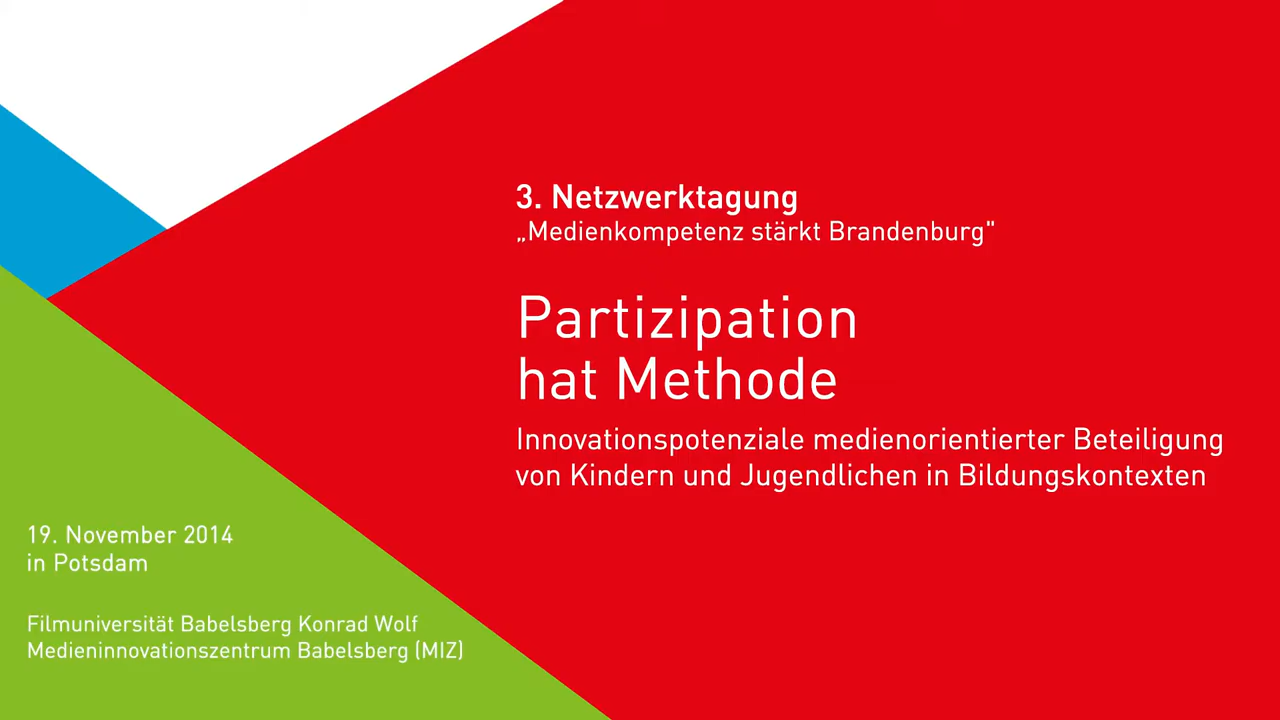 3. Netzwerktagung
„Medienkompetenz stärkt Brandenburg"
Partizipation
hat Methode
Innovationspotenziale medienorientierter Beteiligung
von Kindern und Jugendlichen in Bildungskontexten
19. November 2014
in Potsdam
Filmuniversität Babelsberg Konrad Wolf
Medieninnovationszentrum Babelsberg (MIZ)